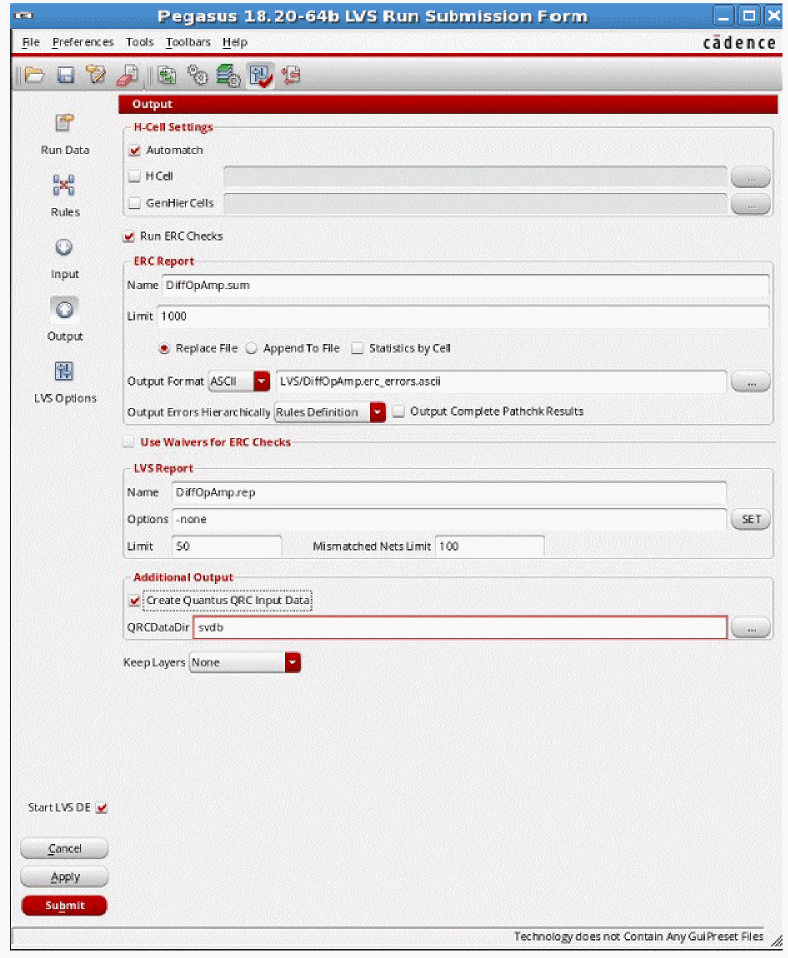 Pegasus 18.20-64b LVS Run Submission Form
File Preferences Tools Toolbars Help
cādence
Output
H-Cell Settings
Run Data
Automatch
HCell
...
Rules
GenHierCells
...
Run ERC Checks
Input
ERC Report
Name DiffOpAmp.sum
Limit 1000
Output
Replace File Append To File Statistics by Cell
Output Format ASCII LVS/DiffOpAmp.erc_errors.ascii ...
LVS Options
Output Errors Hierarchically Rules Definition Output Complete Pathchk Results
Use Waivers for ERC Checks
LVS Report
Name DiffOpAmp.rep
Options -none SET
Limit 50 Mismatched Nets Limit 100
Additional Output
Create Quantus QRC Input Data
QRCDataDir svdb ...
Keep Layers None
Start LVS DE
Cancel
Apply
Submit
Technology does not Contain Any GuiPreset Files